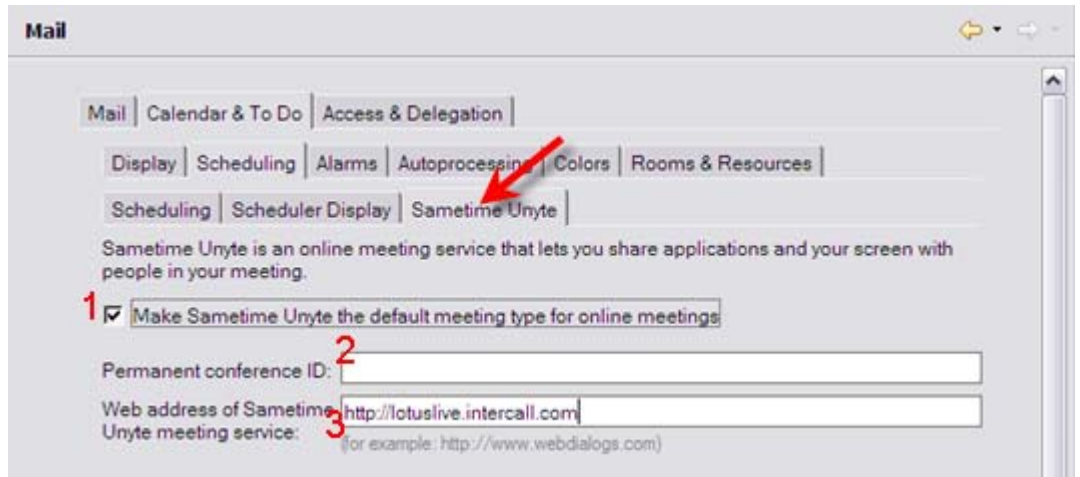 Mail
Mail Calendar & To Do Access & Delegation
Display Scheduling Alarms Autoprocessing Colors Rooms & Resources
Scheduling Scheduler Display Sametime Unyte
Sametime Unyte is an online meeting service that lets you share applications and your screen with
people in your meeting.
1 Make Sametime Unyte the default meeting type for online meetings
2
Permanent conference ID:
Web address of Sametime http://lotuslive.intercall.com
Unyte meeting service: 3 (for example: http://www.webdialogs.com)